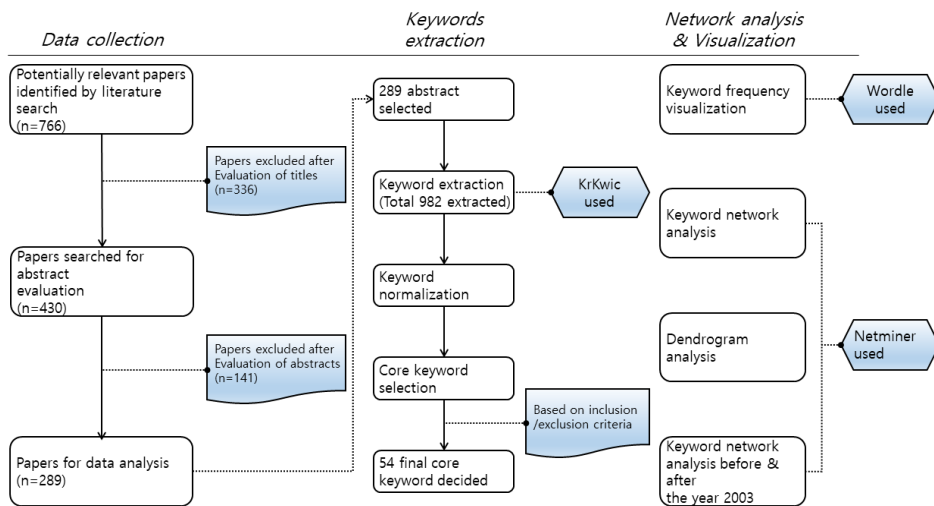 Data collection
Potentially relevant papers
identified by literature
search
(n=766)
Papers excluded after
Evaluation of titles
(n=336)
Papers searched for
abstract
evaluation
(n=430)
Papers excluded after
Evaluation of abstracts
(n=141)
Papers for data analysis
(n=289)
Keywords
extraction
289 abstract
selected
Keyword extraction
(Total 982 extracted)
KrKwic
used
Keyword
normalization
Core keyword
selection
Based on inclusion
/exclusion criteria
54 final core
keyword decided
Network analysis
& Visualization
Keyword frequency
visualization
Wordle
used
Keyword network
analysis
Dendrogram
analysis
Netminer
used
Keyword network
analysis before &
after
the year 2003